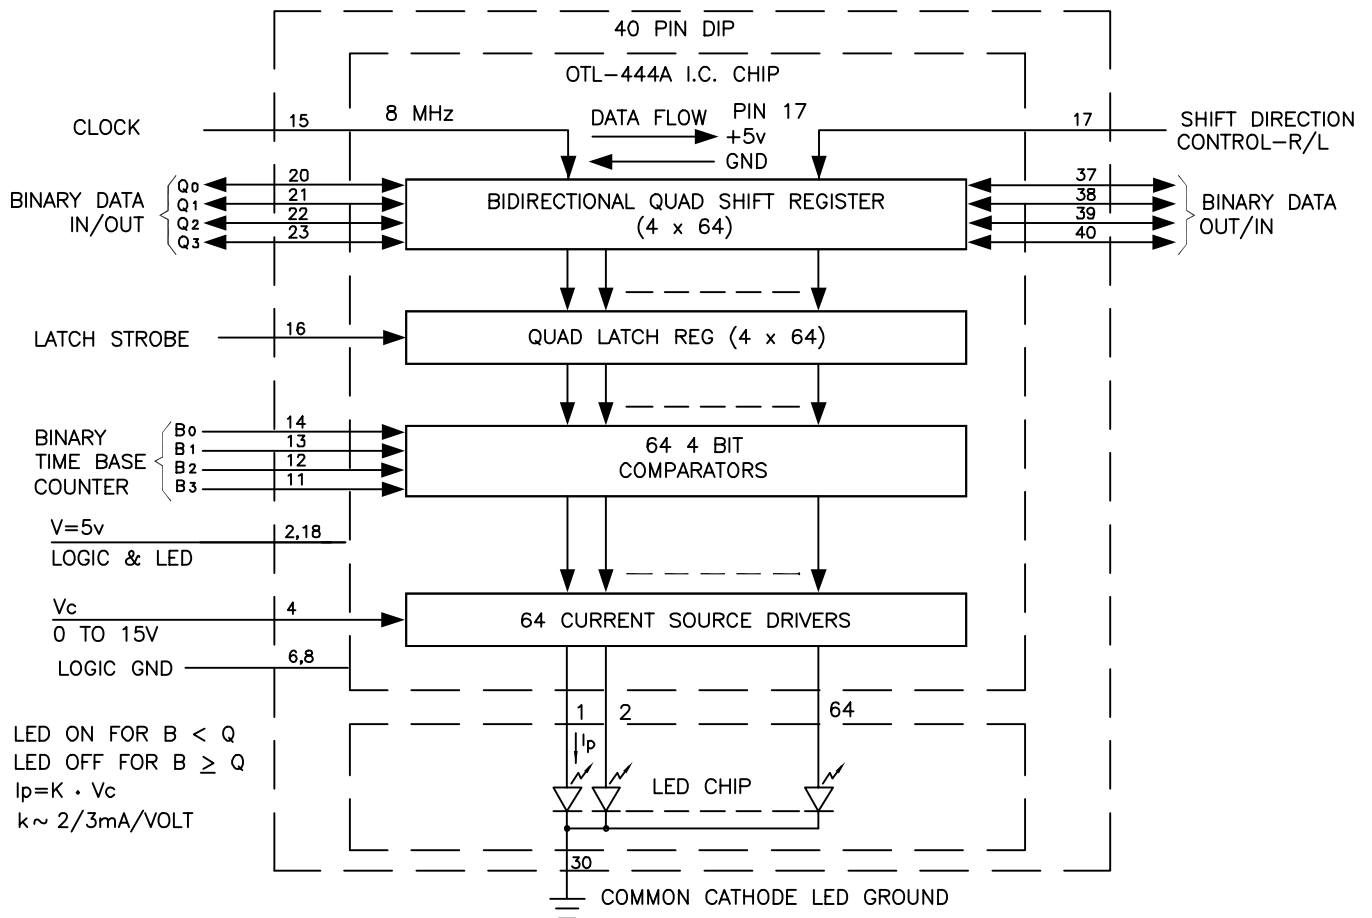 40 PIN DIP
OTL-444A I.C. CHIP
CLOCK
15
8 MHz
DATA FLOW
PIN 17
+5v
GND
17
SHIFT DIRECTION
CONTROL-R/L
BINARY DATA
IN/OUT
Q0
Q1
Q2
Q3
20
21
22
23
BIDIRECTIONAL QUAD SHIFT REGISTER
(4 x 64)
37
38
39
40
BINARY DATA
OUT/IN
LATCH STROBE
16
QUAD LATCH REG (4 x 64)
BINARY
TIME BASE
COUNTER
B0
B1
B2
B3
14
13
12
11
64 4 BIT
COMPARATORS
V=5v
LOGIC & LED
2,18
Vc
0 TO 15V
4
64 CURRENT SOURCE DRIVERS
LOGIC GND
6,8
1
2
64
Ip
LED CHIP
LED ON FOR B < Q
LED OFF FOR B ≥ Q
Ip=K · Vc
k~ 2/3mA/VOLT
30
COMMON CATHODE LED GROUND